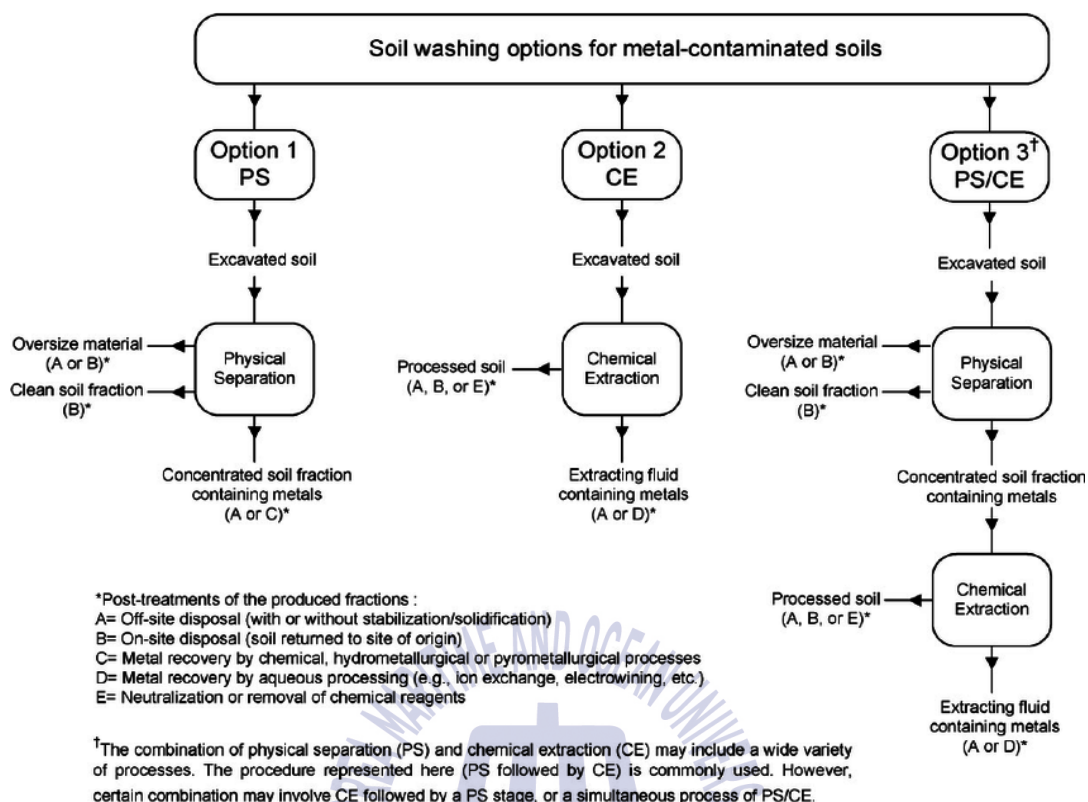 Soil washing options for metal-contaminated soils
Option 1
PS
Option 2
CE
Option 3†
PS/CE
Excavated soil
Excavated soil
Excavated soil
Oversize material
(A or B)*
Clean soil fraction
(B)*
Physical
Separation
Processed soil
(A, B, or E)*
Chemical
Extraction
Oversize material
(A or B)*
Clean soil fraction
(B)*
Physical
Separation
Concentrated soil fraction
containing metals
(A or C)*
Extracting fluid
containing metals
(A or D)*
Concentrated soil fraction
containing metals
Processed soil
(A, B, or E)*
Chemical
Extraction
Extracting fluid
containing metals
(A or D)*
*Post-treatments of the produced fractions :
A= Off-site disposal (with or without stabilization/solidification)
B= On-site disposal (soil returned to site of origin)
C= Metal recovery by chemical, hydrometallurgical or pyrometallurgical processes
D= Metal recovery by aqueous processing (e.g., ion exchange, electrowining, etc.)
E= Neutralization or removal of chemical reagents
†The combination of physical separation (PS) and chemical extraction (CE) may include a wide variety
of processes. The procedure represented here (PS followed by CE) is commonly used. However,
certain combination may involve CE followed by a PS stage, or a simultaneous process of PS/CE.
MARITIME AND OCEAN